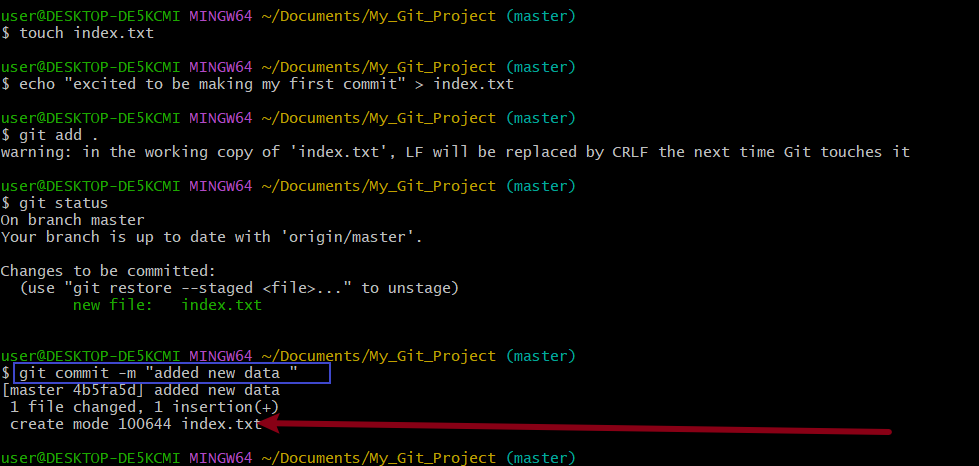 user@DESKTOP-DE5KCMI MINGW64 ~/Documents/My_Git_Project (master)
$ touch index.txt
user@DESKTOP-DE5KCMI MINGW64 ~/Documents/My_Git_Project (master)
$ echo "excited to be making my first commit" > index.txt
user@DESKTOP-DE5KCMI MINGW64 ~/Documents/My_Git_Project (master)
$ git add .
warning: in the working copy of 'index.txt', LF will be replaced by CRLF the next time Git touches it
user@DESKTOP-DE5KCMI MINGW64 ~/Documents/My_Git_Project (master)
$ git status
On branch master
Your branch is up to date with 'origin/master'.
Changes to be committed:
  (use "git restore --staged <file>..." to unstage)
        new file:   index.txt
user@DESKTOP-DE5KCMI MINGW64 ~/Documents/My_Git_Project (master)
$ git commit -m "added new data "
[master 4b5fa5d] added new data
 1 file changed, 1 insertion(+)
 create mode 100644 index.txt
user@DESKTOP-DE5KCMI MINGW64 ~/Documents/My_Git_Project (master)